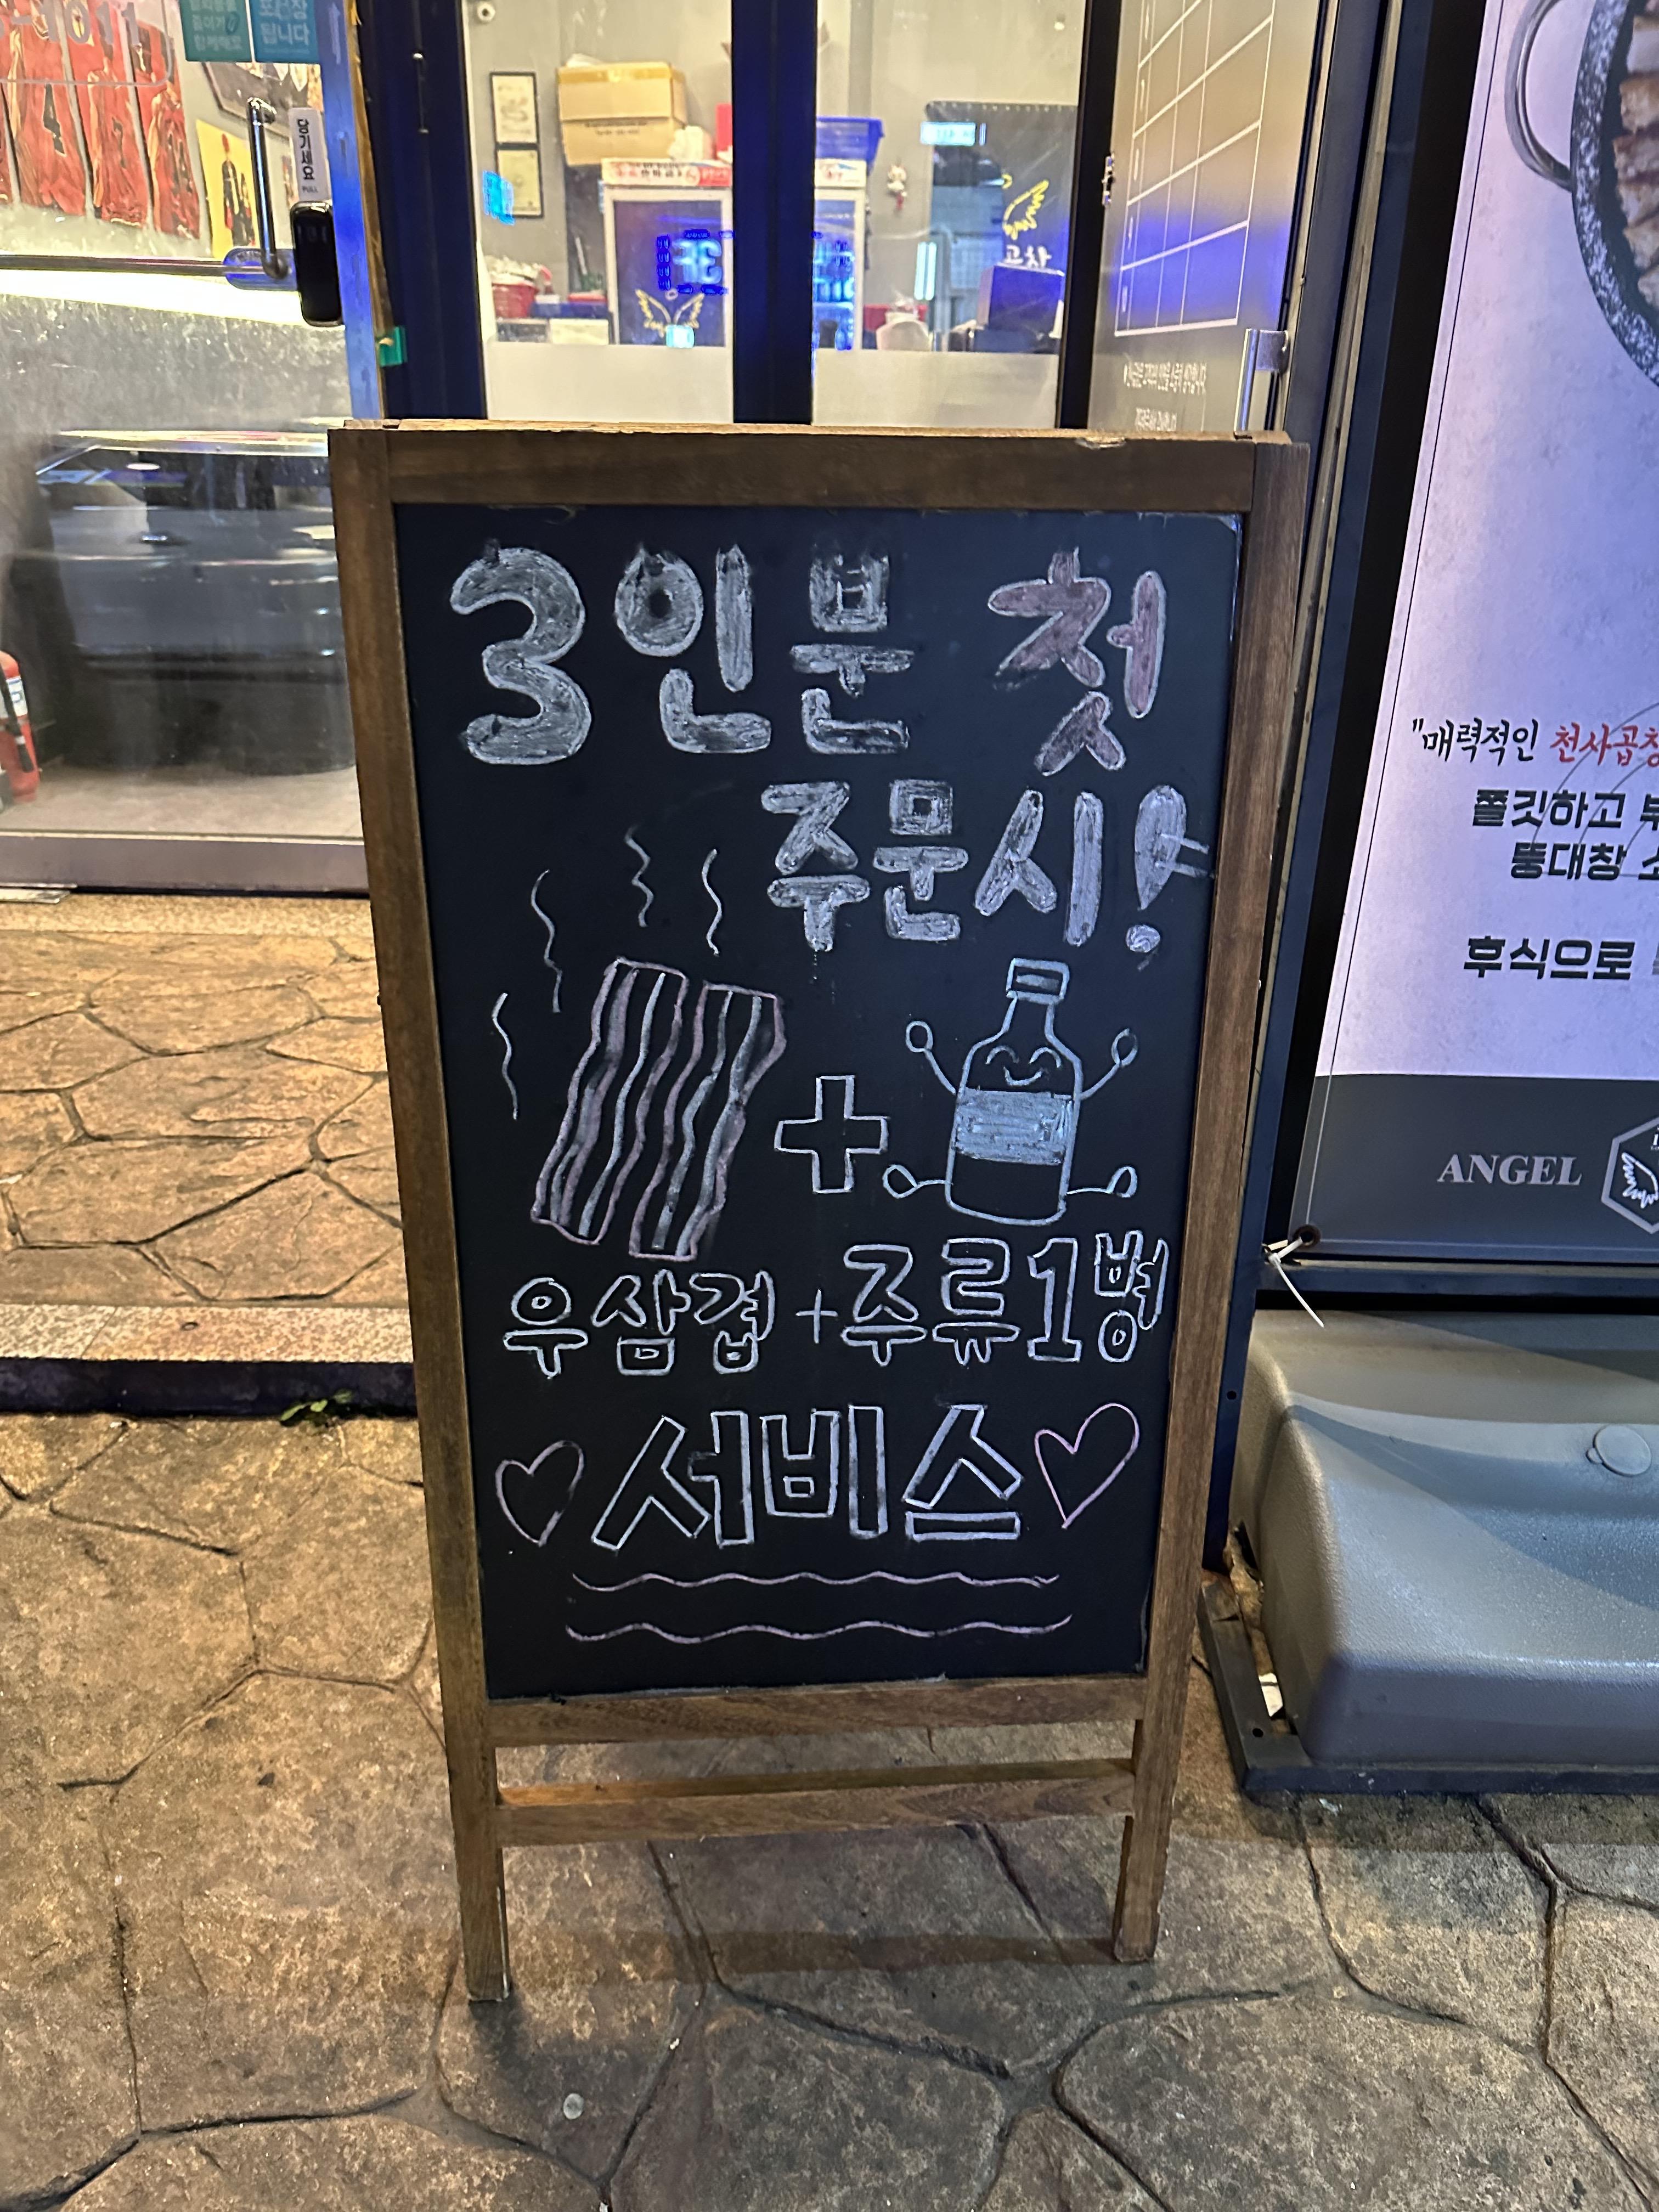 당기세요
PULL
3인분 첫
주문시!
우삼겹+주류1병
서비스
"매력적인 천사곱창
쫄깃하고
뚱대창
후식으로
ANGEL